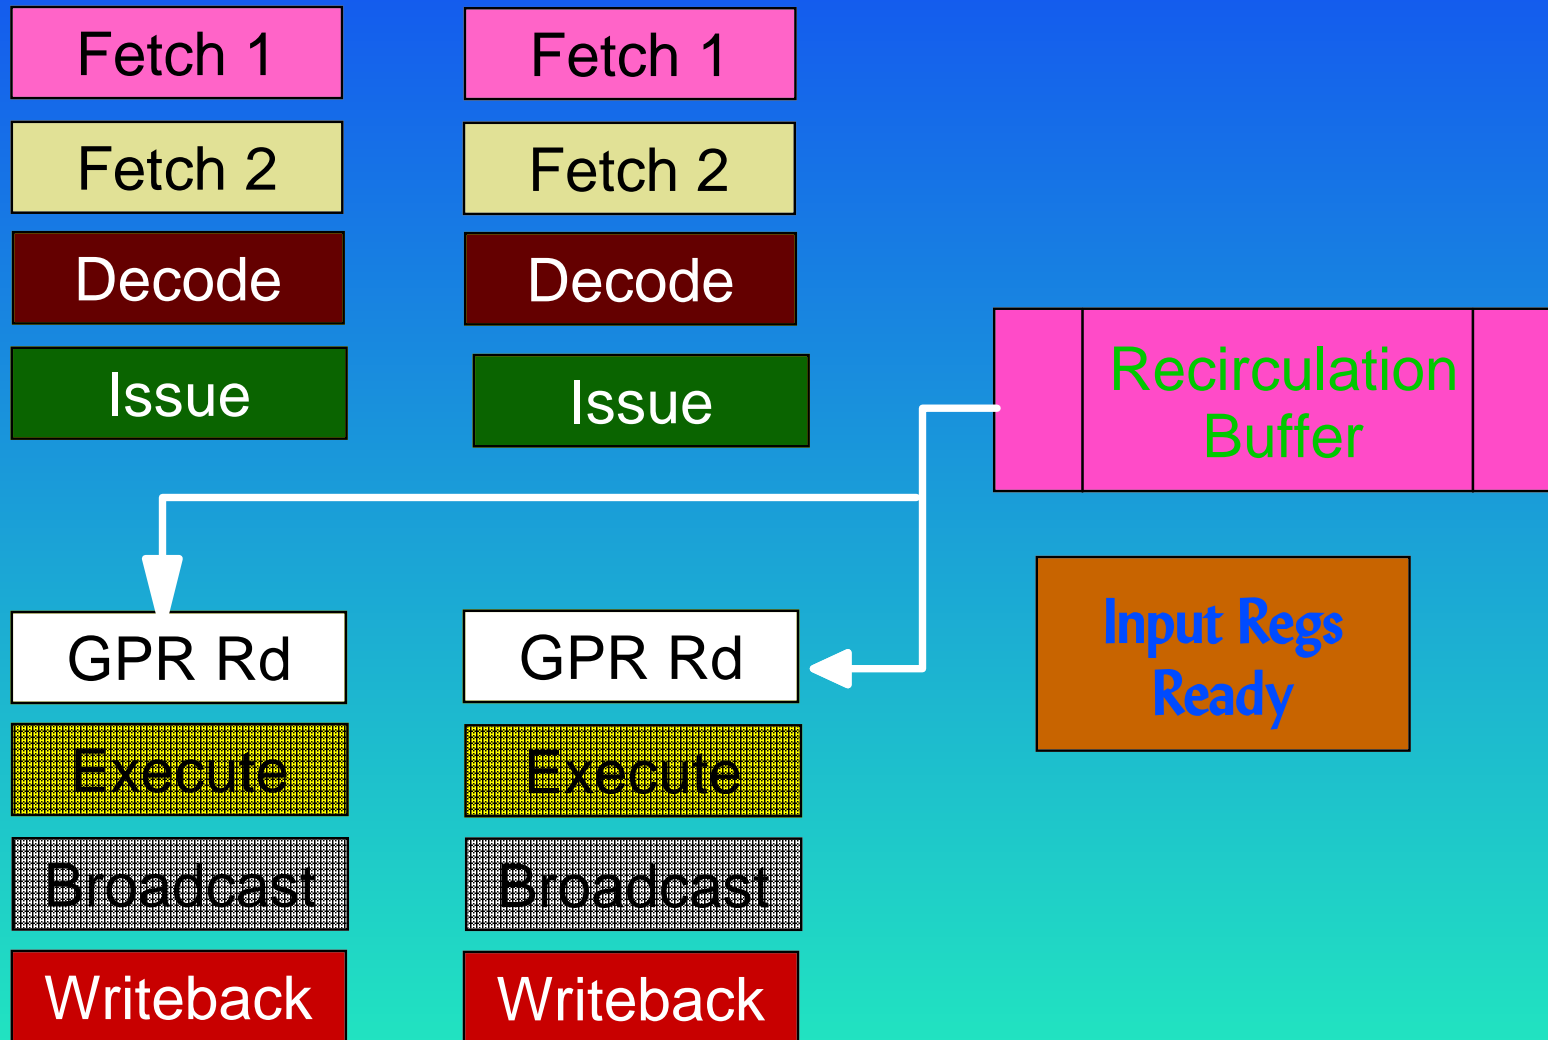 Fetch 1
Fetch 1
Fetch 2
Fetch 2
Decode
Decode
Issue
Issue
Recirculation
Buffer
GPR Rd
GPR Rd
Input Regs
Ready
Execute
Execute
Broadcast
Broadcast
Writeback
Writeback